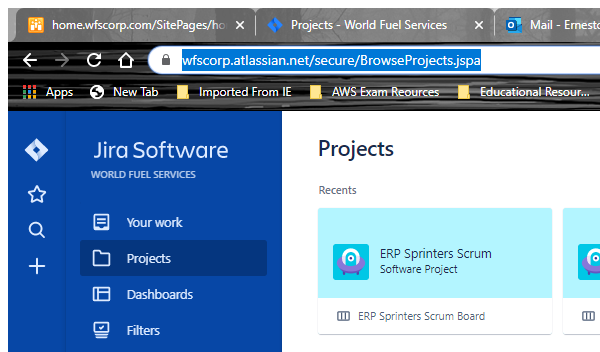 home.wfscorp.com/SitePages/ho
Projects - World Fuel Services
Mail - Ernesto
wfscorp.atlassian.net/secure/BrowseProjects.jspa
Apps
New Tab
Imported From IE
AWS Exam Reources
Educational Resour...
Jira Software
WORLD FUEL SERVICES
Your work
Projects
Dashboards
Filters
Projects
Recents
ERP Sprinters Scrum
Software Project
ERP Sprinters Scrum Board